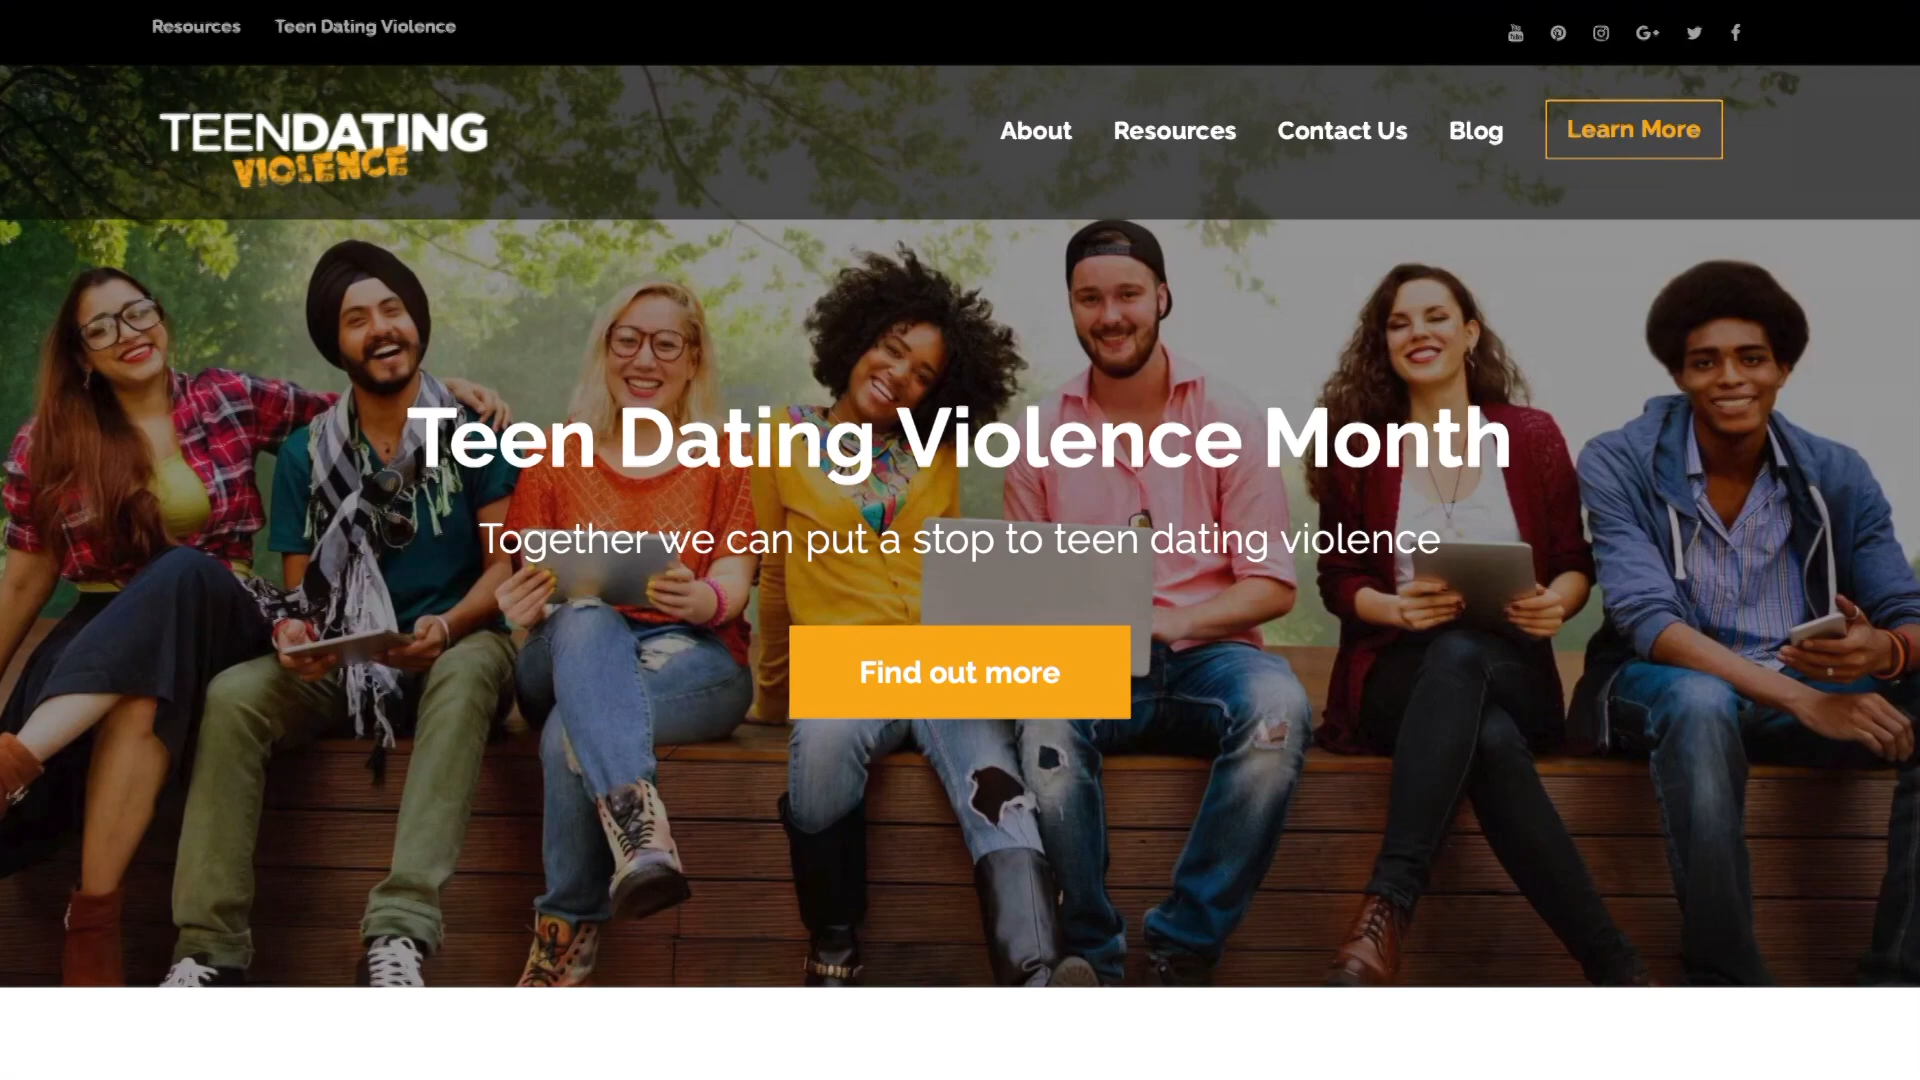 Resources Teen Dating Violence
TEENDATING
VIOLENCE
About Resources Contact Us Blog Learn More
Teen Dating Violence Month
Together we can put a stop to teen dating violence
Find out more